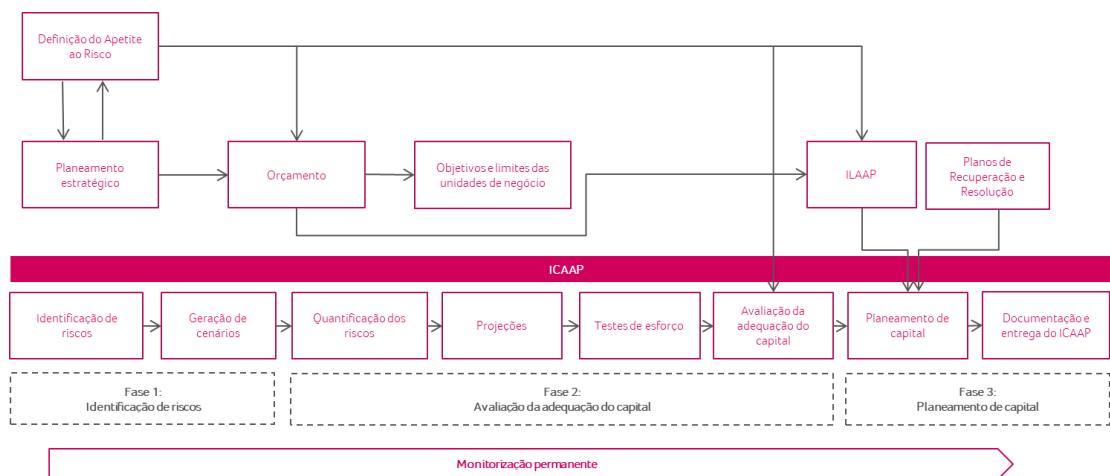 Definição do Apetite
ao Risco
Planeamento
estratégico
Orçamento
Objetivos e limites das
unidades de negócio
ILAAP
Planos de
Recuperação e
Resolução
ICAAP
Identificação de
riscos
Geração de
cenários
Quantificação dos
riscos
Projeções
Testes de esforço
Avaliação da
adequação do
capital
Planeamento de
capital
Documentação e
entrega do ICAAP
Fase 1:
Identificação de riscos
Fase 2:
Avaliação da adequação do capital
Fase 3:
Planeamento de capital
Monitorização permanente